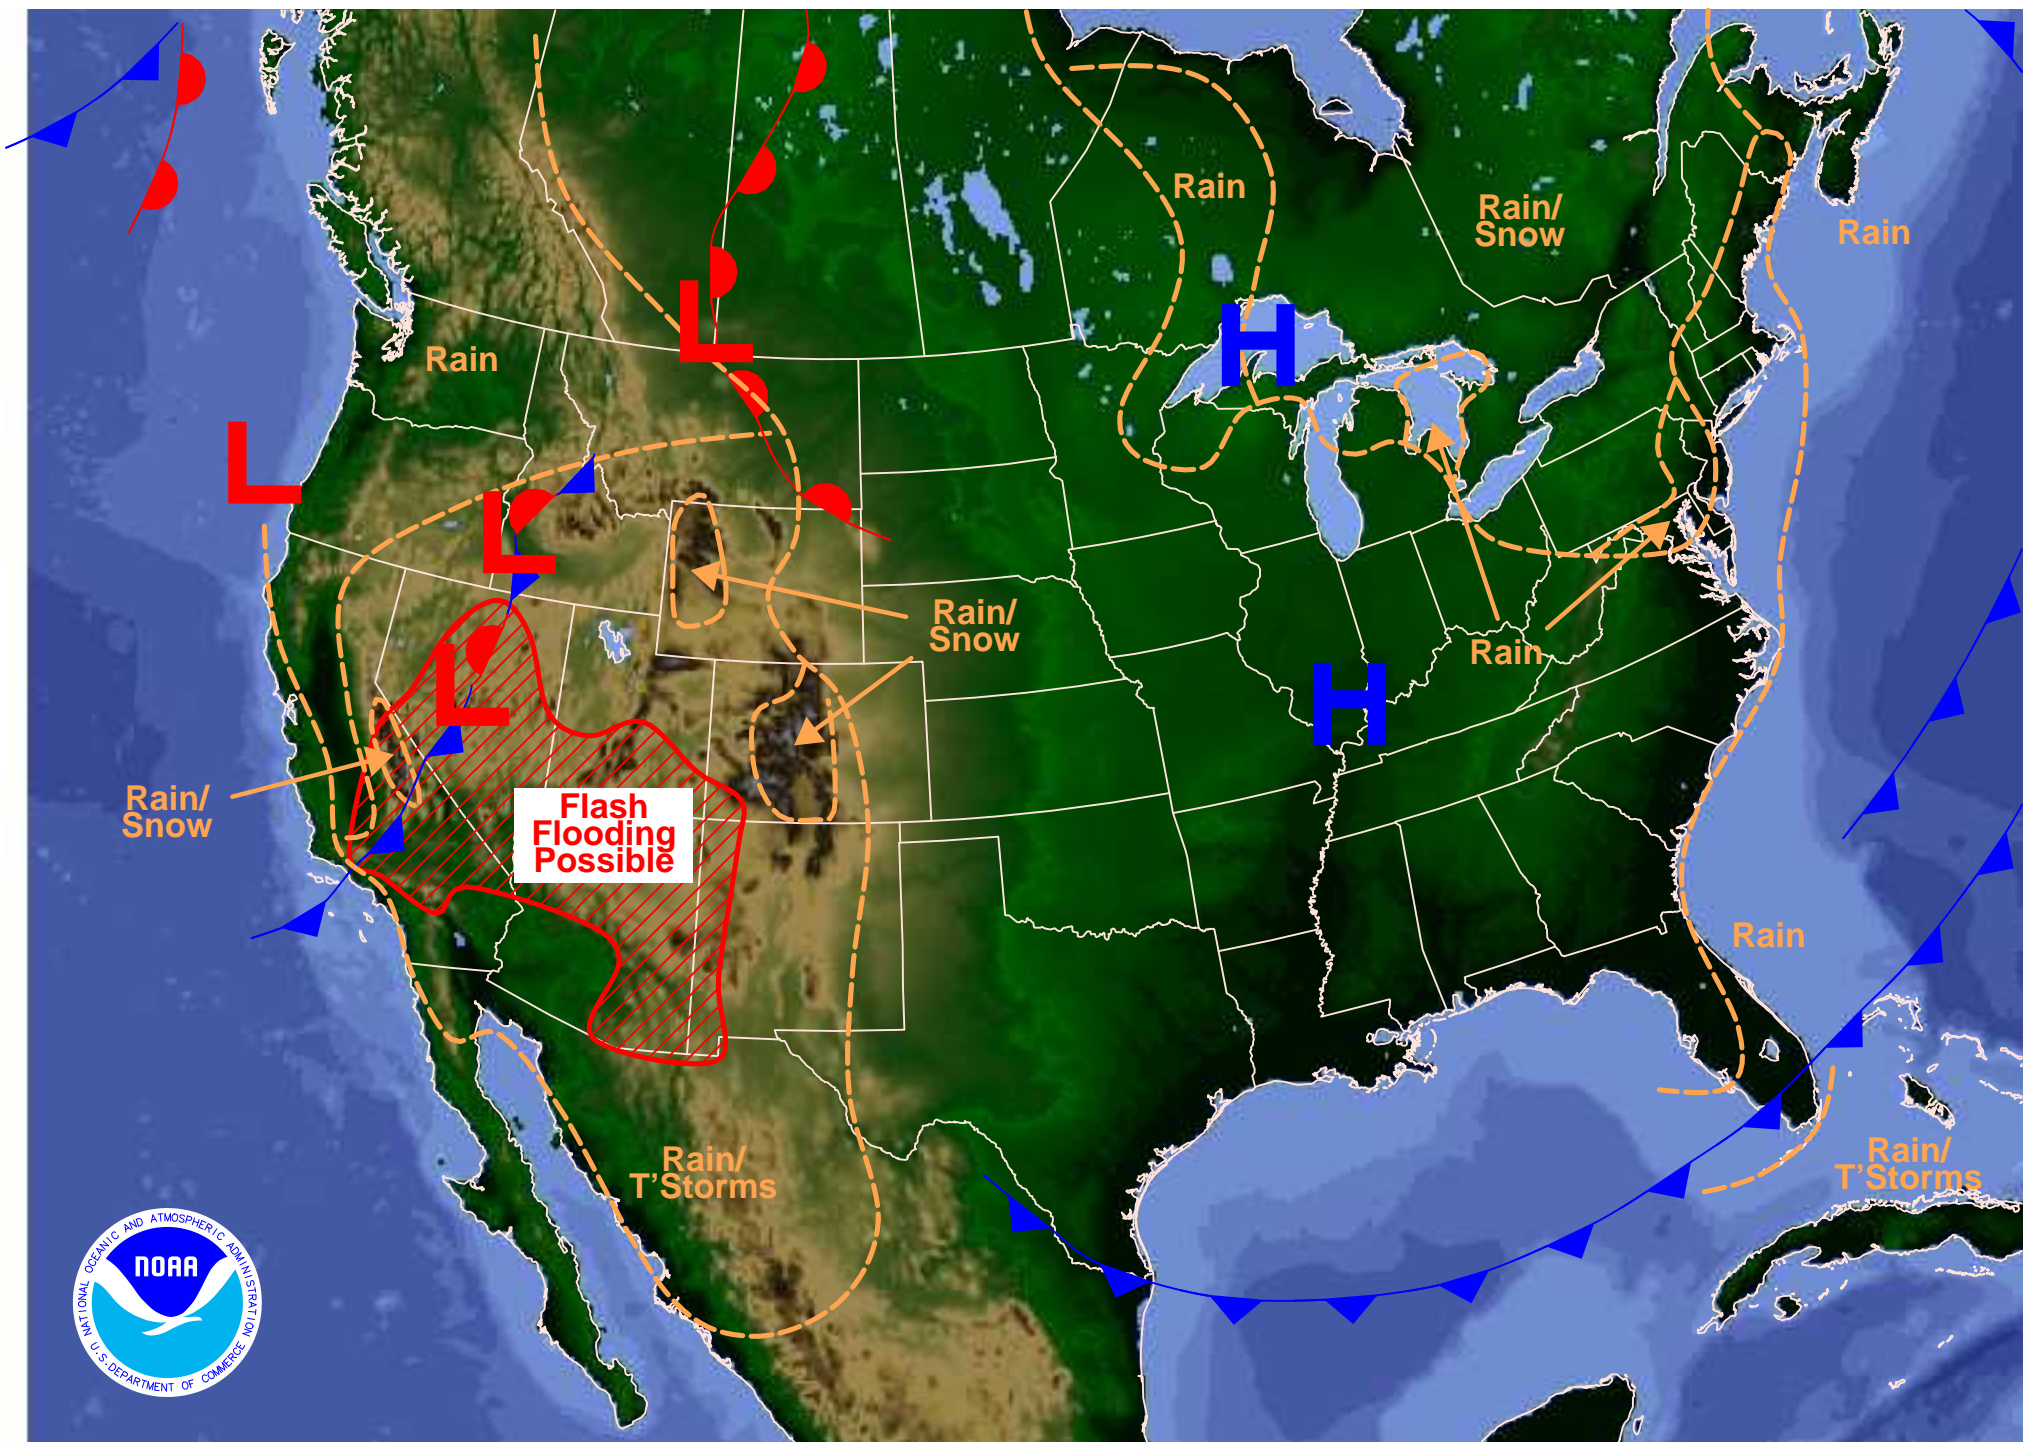 Rain
Rain/
Snow
Rain
L
H
Rain
L
L
Rain/
Snow
Rain
L
H
Rain/
Snow
Flash
Flooding
Possible
Rain
Rain/
T'Storms
Rain/
T'Storms
NATIONAL OCEANIC AND ATMOSPHERIC ADMINISTRATION
NOAA
U.S. DEPARTMENT OF COMMERCE